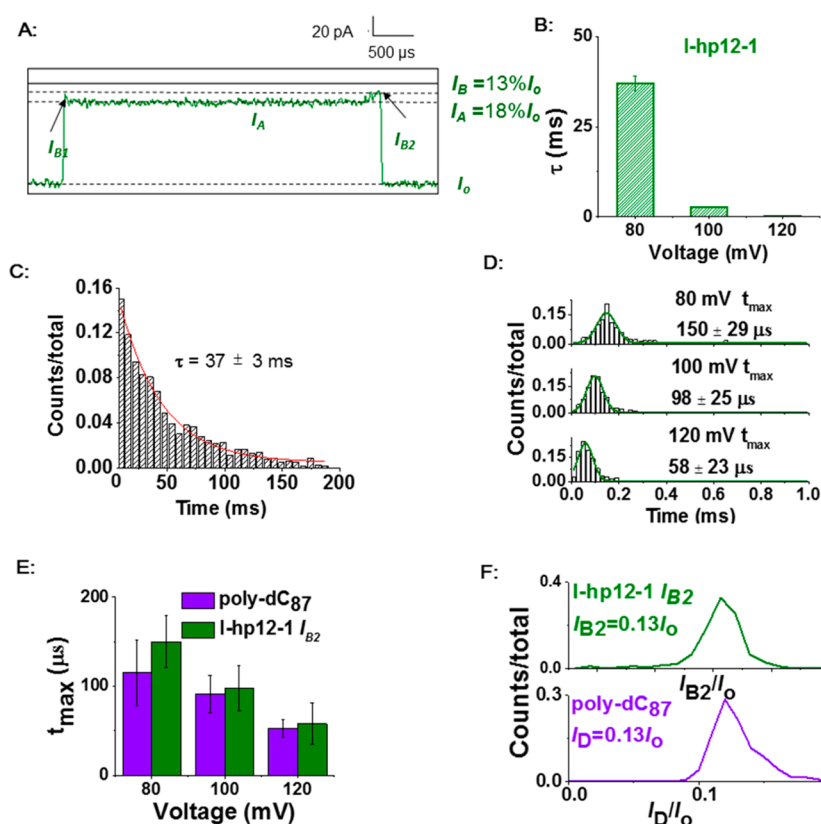 A:
20 pA
500 µs
I_B =13%I_o
I_A =18%I_o
I_B1
I_A
I_B2
I_o
B:
l-hp12-1
50
25
0
τ (ms)
80 100 120
Voltage (mV)
C:
0.16
0.12
0.08
0.04
0.00
Counts/total
τ = 37 ± 3 ms
0 50 100 150 200
Time (ms)
D:
Counts/total
0.15
0.00
80 mV t_max
150 ± 29 µs
0.15
0.00
100 mV t_max
98 ± 25 µs
0.15
0.00
120 mV t_max
58 ± 23 µs
0.0 0.2 0.4 0.6 0.8 1.0
Time (ms)
E:
200
100
0
t_max (µs)
poly-dC87
l-hp12-1 I_B2
80 100 120
Voltage (mV)
F:
Counts/total
0.4
0.0
l-hp12-1 I_B2
I_B2=0.13I_o
I_B2/I_o
0.3
0.0
poly-dC87
I_D=0.13I_o
0.0 0.1
I_D/I_o